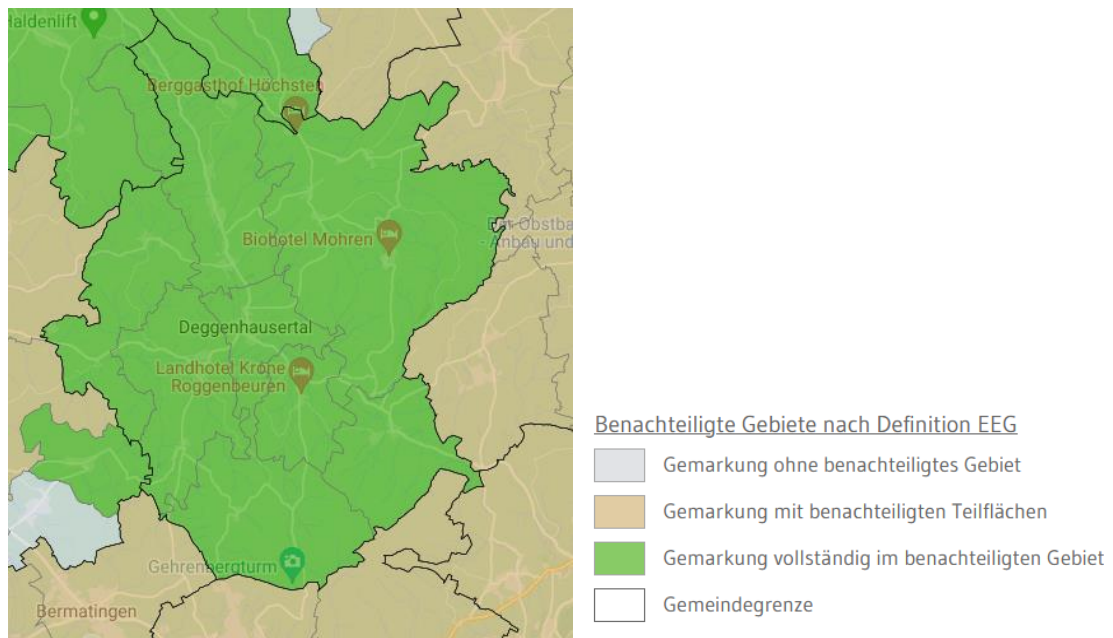 Haldenlift
Berggasthof Höchsten
Obstba
- Anbau und
Biohotel Mohren
Deggenhausertal
Landhotel Krone
Roggenbeuren
Gehrenbergturm
Bermatingen
Benachteiligte Gebiete nach Definition EEG
Gemarkung ohne benachteiligtes Gebiet
Gemarkung mit benachteiligten Teilflächen
Gemarkung vollständig im benachteiligten Gebiet
Gemeindegrenze